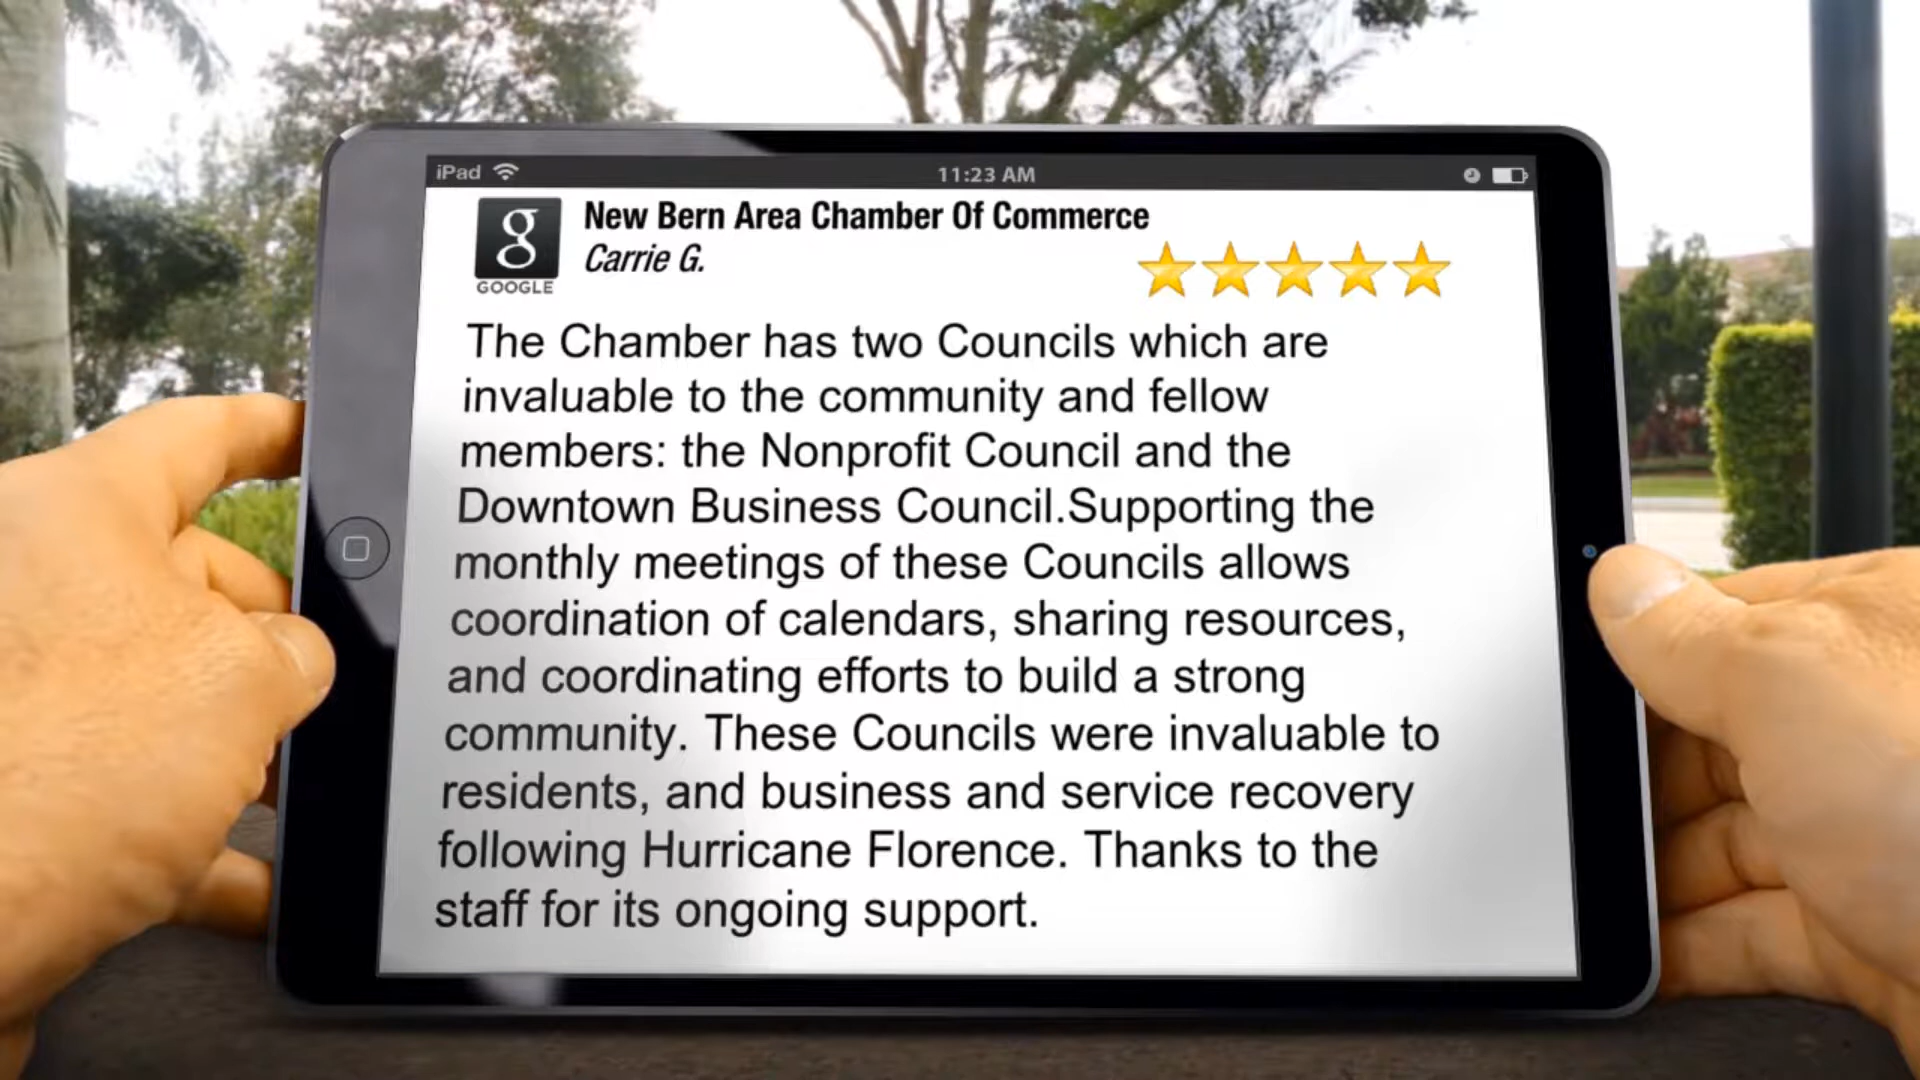 iPad 11:23 AM
g
GOOGLE
New Bern Area Chamber Of Commerce
Carrie G.
The Chamber has two Councils which are
invaluable to the community and fellow
members: the Nonprofit Council and the
Downtown Business Council.Supporting the
monthly meetings of these Councils allows
coordination of calendars, sharing resources,
and coordinating efforts to build a strong
community. These Councils were invaluable to
residents, and business and service recovery
following Hurricane Florence. Thanks to the
staff for its ongoing support.